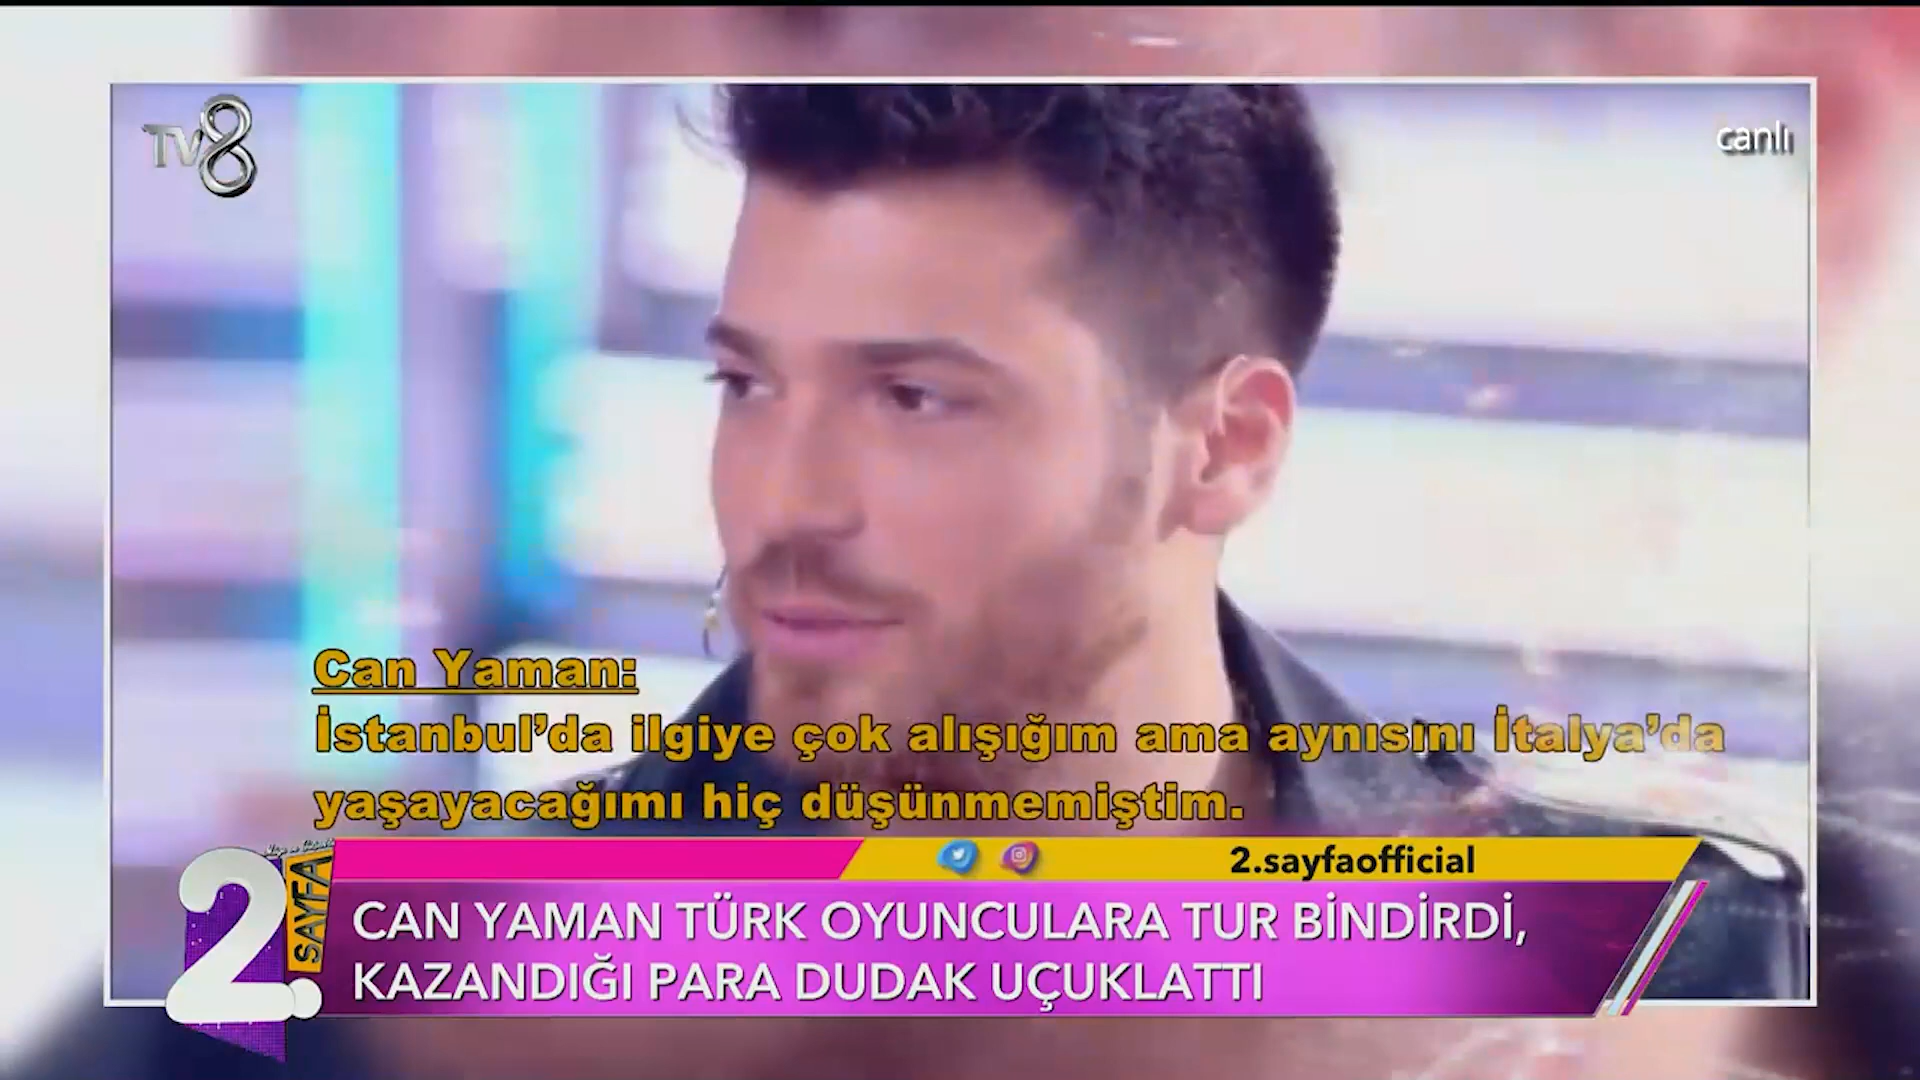 TV8
canlı
Can Yaman:
İstanbul'da ilgiye çok alışığım ama aynısını İtalya'da
yaşayacağımı hiç düşünmemiştim.
2.sayfaofficial
2. SAYFA
CAN YAMAN TÜRK OYUNCULARA TUR BİNDİRDİ,
KAZANDIĞI PARA DUDAK UÇUKLATTI